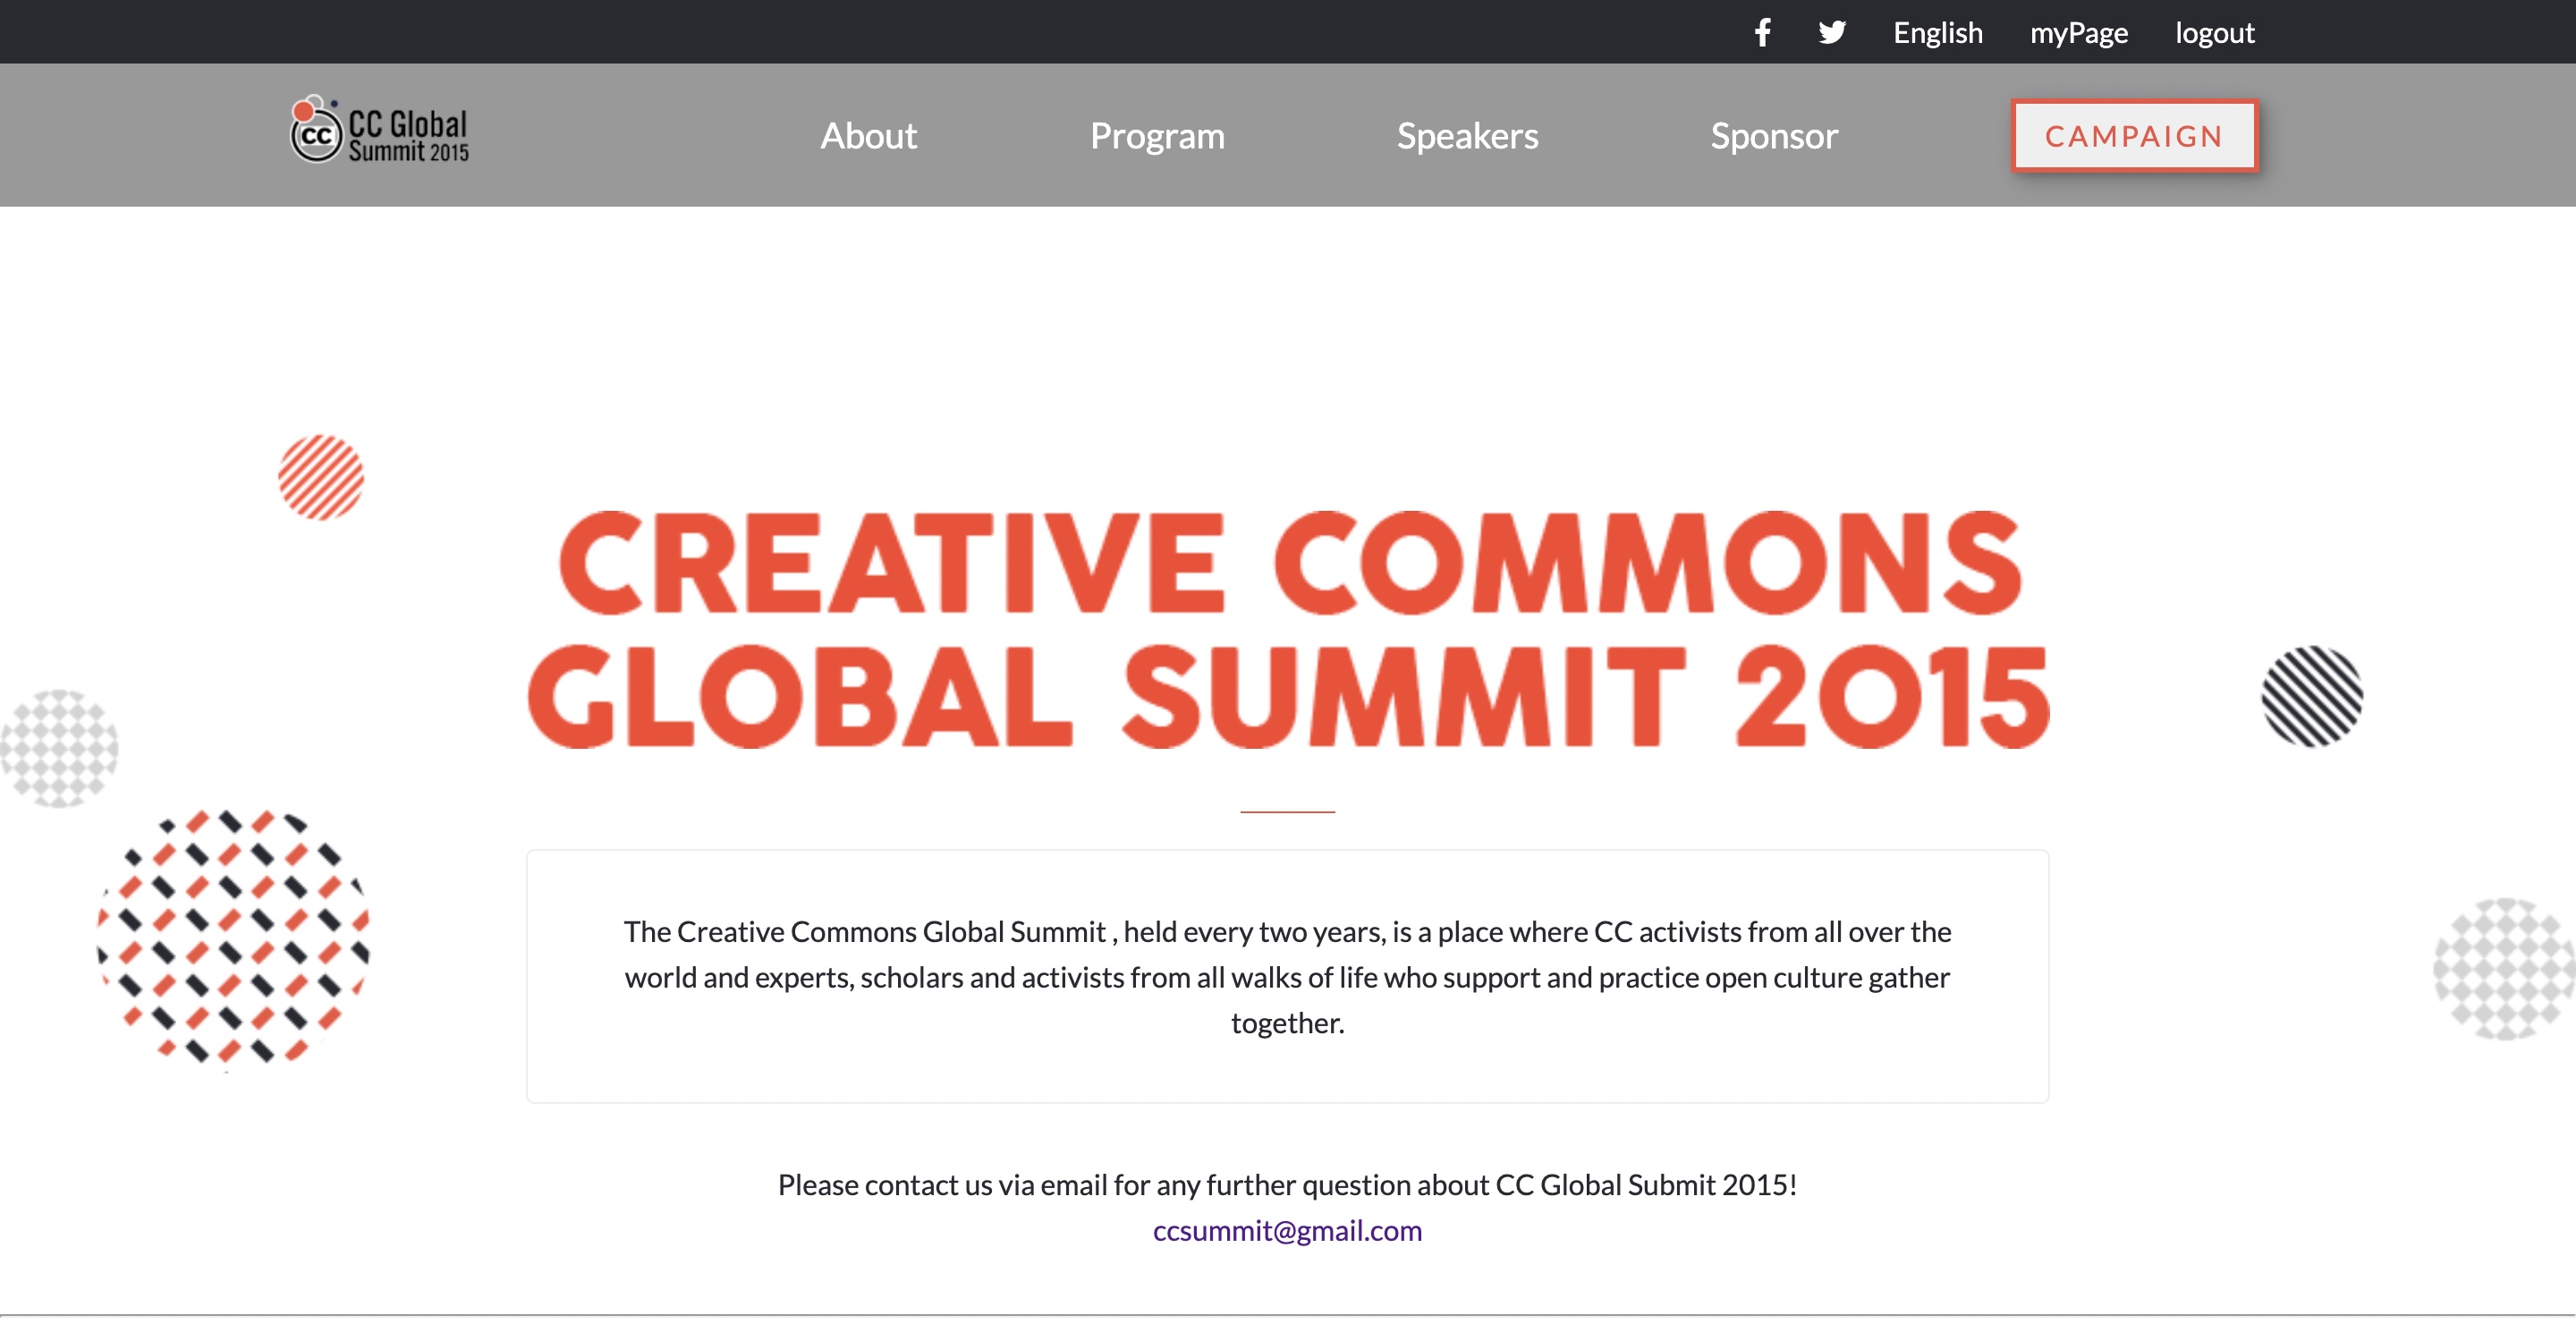 English myPage logout
cc CC Global
Summit 2015
About Program Speakers Sponsor CAMPAIGN
CREATIVE COMMONS
GLOBAL SUMMIT 2015
The Creative Commons Global Summit , held every two years, is a place where CC activists from all over the
world and experts, scholars and activists from all walks of life who support and practice open culture gather
together.
Please contact us via email for any further question about CC Global Submit 2015!
ccsummit@gmail.com